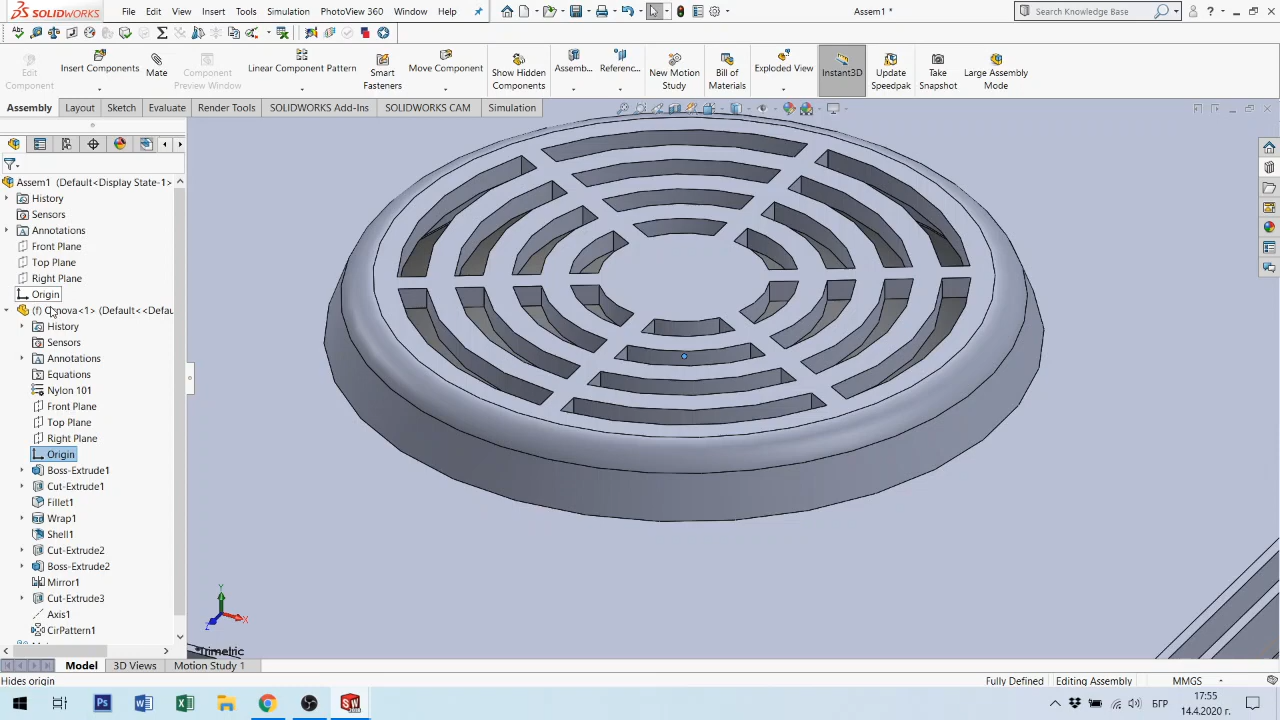 SOLIDWORKS
File Edit View Insert Tools Simulation PhotoView 360 Window Help
Assem1 *
Search Knowledge Base
Edit Component
Insert Components
Mate
Component Preview Window
Linear Component Pattern
Smart Fasteners
Move Component
Show Hidden Components
Assemb...
Referenc...
New Motion Study
Bill of Materials
Exploded View
Instant3D
Update Speedpak
Take Snapshot
Large Assembly Mode
Assembly Layout Sketch Evaluate Render Tools SOLIDWORKS Add-Ins SOLIDWORKS CAM Simulation
Assem1 (Default<Display State-1>
History
Sensors
Annotations
Front Plane
Top Plane
Right Plane
Origin
(f) <1> (Default<<Defau
History
Sensors
Annotations
Equations
Nylon 101
Front Plane
Top Plane
Right Plane
Origin
Boss-Extrude1
Cut-Extrude1
Fillet1
Wrap1
Shell1
Cut-Extrude2
Boss-Extrude2
Mirror1
Cut-Extrude3
Axis1
CirPattern1
Y
X
Z
*Trimetric
Model 3D Views Motion Study 1
Hides origin
Fully Defined Editing Assembly MMGS
БГР
17:55
14.4.2020 г.